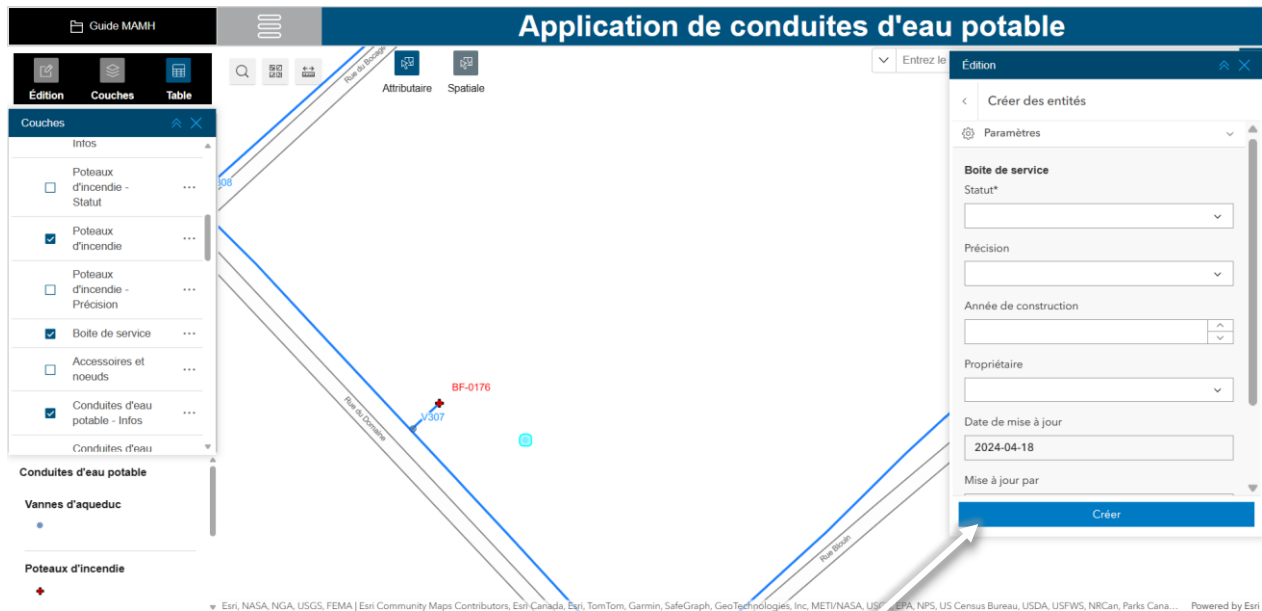 Guide MAMH
Application de conduites d'eau potable
Édition
Couches
Table
Attributaire
Spatiale
Entrez le
Couches
Infos
Poteaux
d'incendie -
Statut
Poteaux
d'incendie
Poteaux
d'incendie -
Précision
Boite de service
Accessoires et
noeuds
Conduites d'eau
potable - Infos
Conduites d'eau
Conduites d'eau potable
Vannes d'aqueduc
Poteaux d'incendie
Rue du Bocage
308
Rue du Domaine
BF-0176
V307
Rue Blouin
Édition
Créer des entités
Paramètres
Boite de service
Statut*
Précision
Année de construction
Propriétaire
Date de mise à jour
2024-04-18
Mise à jour par
Créer
Esri, NASA, NGA, USGS, FEMA | Esri Community Maps Contributors, Esri Canada, Esri, TomTom, Garmin, SafeGraph, GeoTechnologies, Inc, METI/NASA, USGS, EPA, NPS, US Census Bureau, USDA, USFWS, NRCan, Parks Cana... Powered by Esri